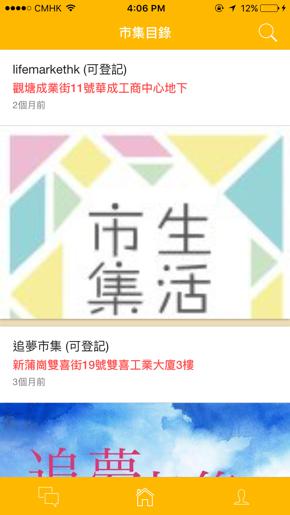 CMHK 4:06 PM 12%
市集目錄
lifemarkethk (可登記)
觀塘成業街11號華成工商中心地下
2個月前
市 生
集 活
追夢市集 (可登記)
新蒲崗雙喜街19號雙喜工業大廈3樓
3個月前
追夢